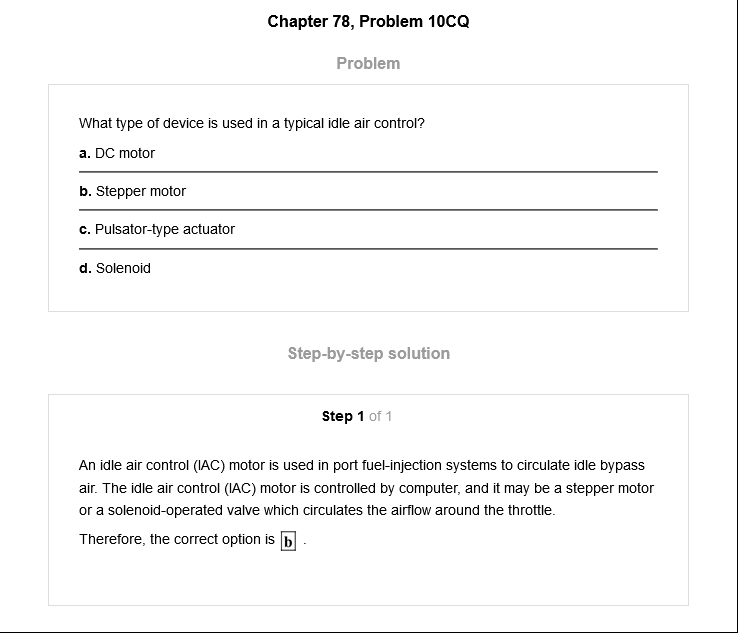 Chapter 78, Problem 10CQ
Problem
What type of device is used in a typical idle air control?
a. DC motor
b. Stepper motor
c. Pulsator-type actuator
d. Solenoid
Step-by-step solution
Step 1 of 1
An idle air control (IAC) motor is used in port fuel-injection systems to circulate idle bypass
air. The idle air control (IAC) motor is controlled by computer, and it may be a stepper motor
or a solenoid-operated valve which circulates the airflow around the throttle.
Therefore, the correct option is b .